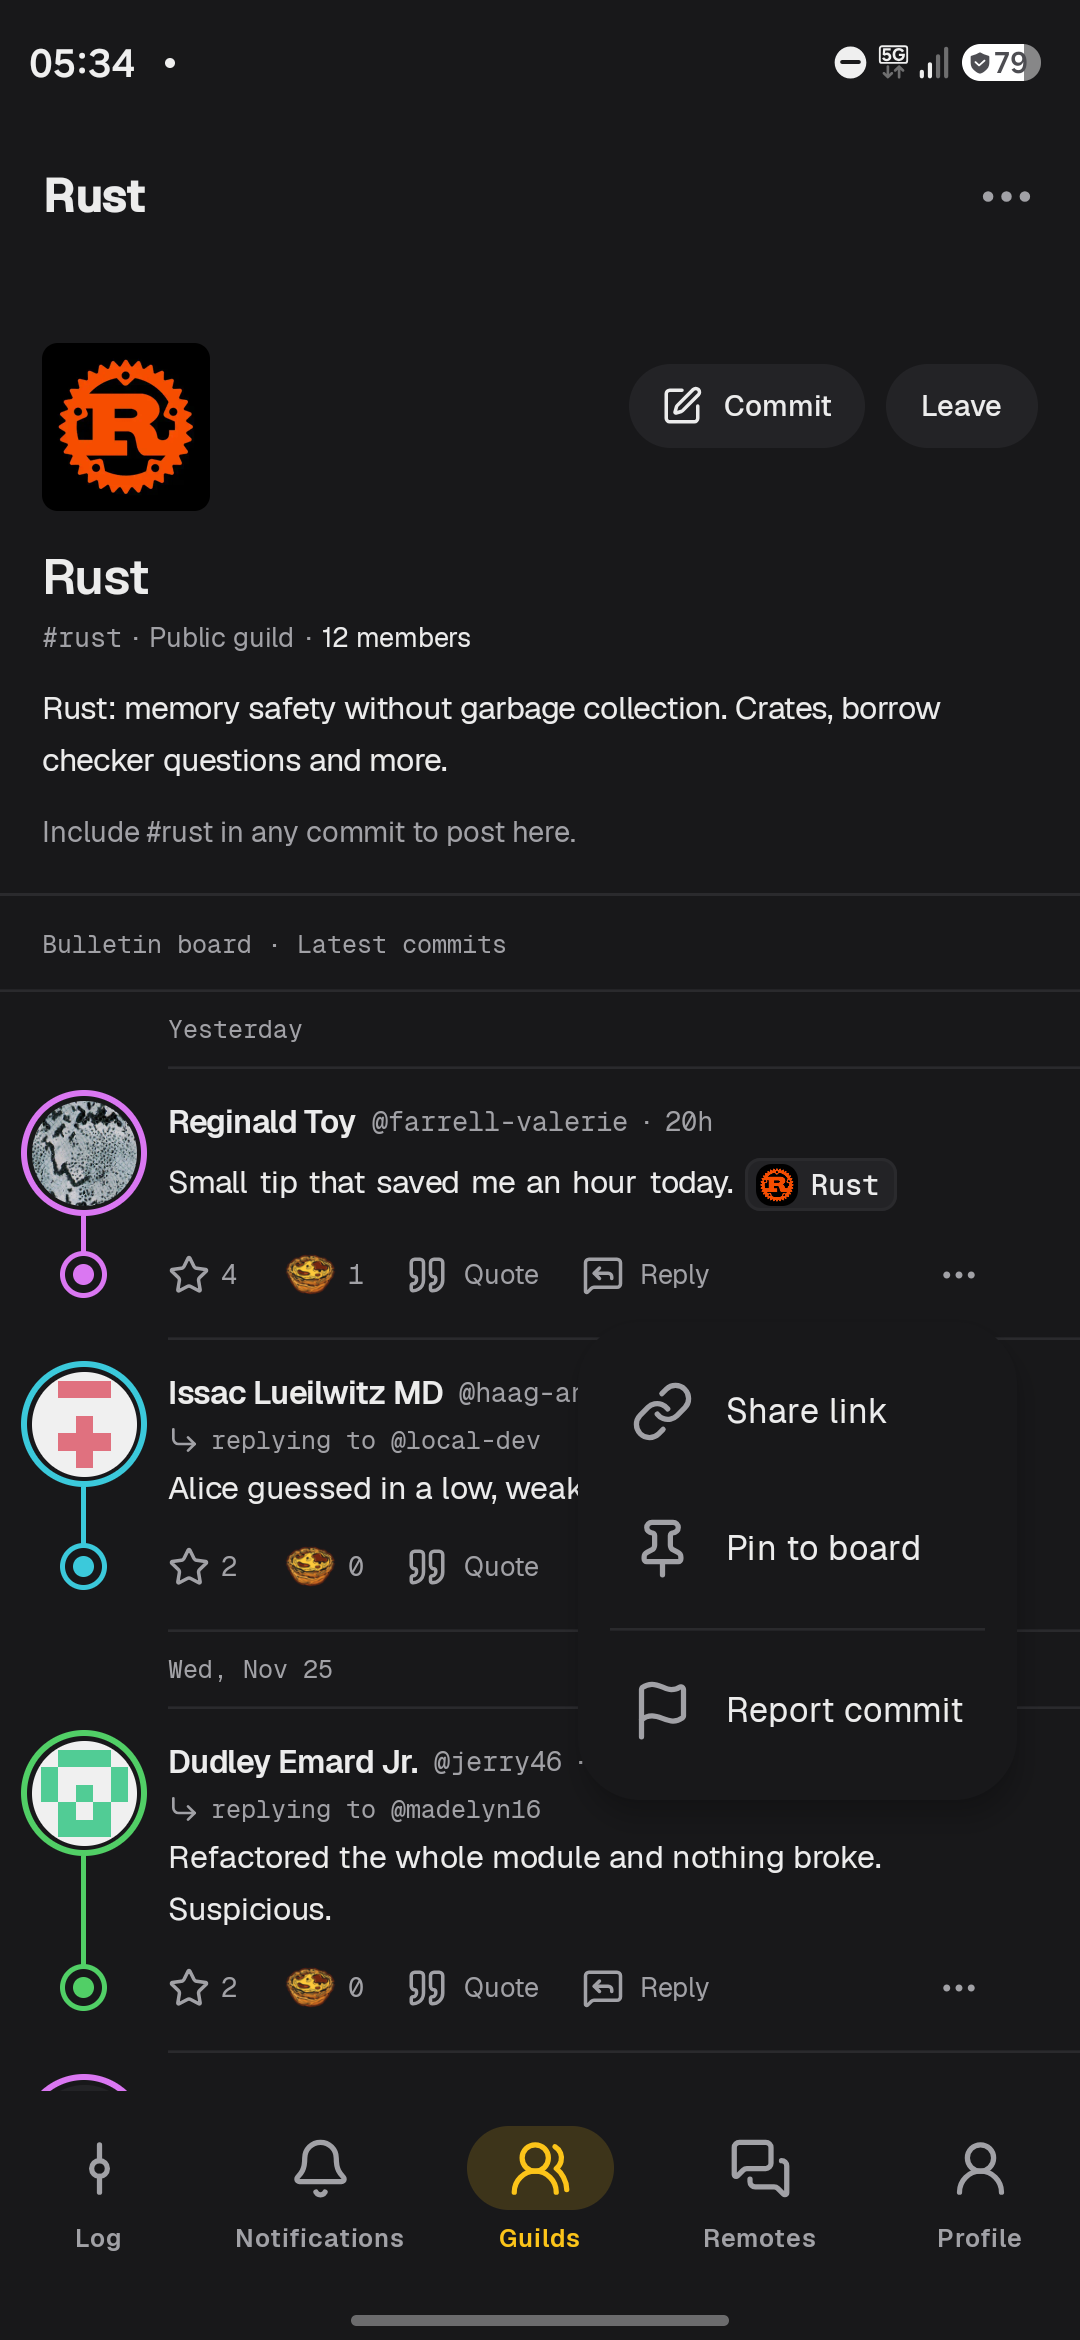 05:34
5G
79
Rust
Commit
Leave
Rust
#rust · Public guild · 12 members
Rust: memory safety without garbage collection. Crates, borrow
checker questions and more.
Include #rust in any commit to post here.
Bulletin board · Latest commits
Yesterday
Reginald Toy @farrell-valerie · 20h
Small tip that saved me an hour today. Rust
4 1 Quote Reply
Issac Lueilwitz MD
replying to @local-dev
Alice guessed in a low, weak
2 0 Quote
Share link
Pin to board
Report commit
Wed, Nov 25
Dudley Emard Jr. @jerry46 ·
replying to @madelyn16
Refactored the whole module and nothing broke.
Suspicious.
2 0 Quote Reply
Log
Notifications
Guilds
Remotes
Profile